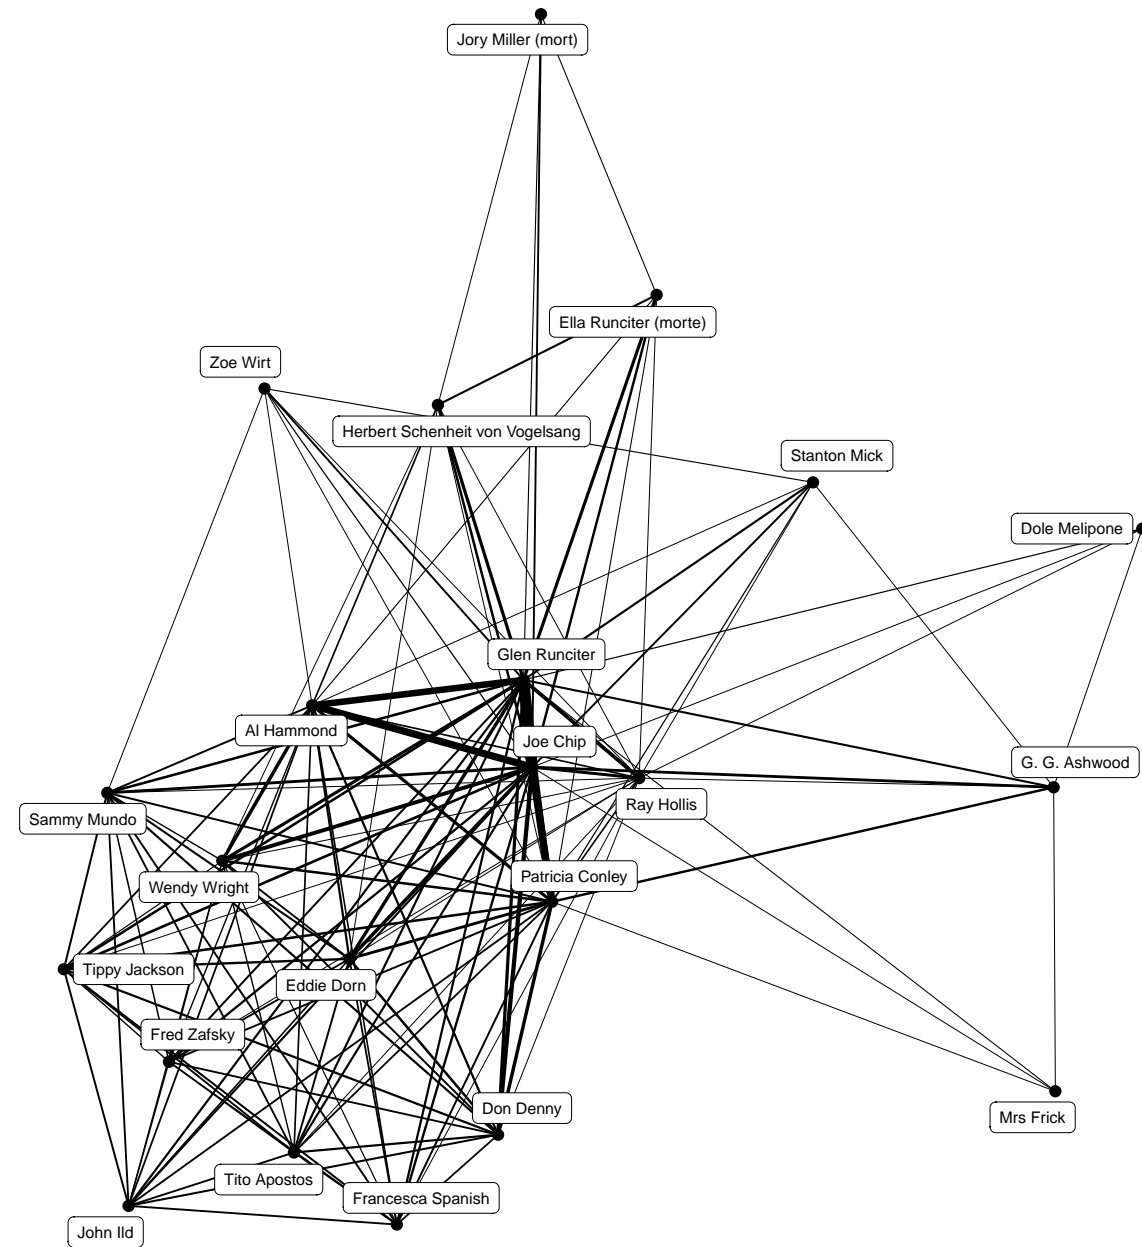 Jory Miller (mort)
Ella Runciter (morte)
Zoe Wirt
Herbert Schenheit von Vogelsang
Stanton Mick
Dole Melipone
Glen Runciter
Al Hammond
Joe Chip
G. G. Ashwood
Ray Hollis
Sammy Mundo
Patricia Conley
Wendy Wright
Tippy Jackson
Eddie Dorn
Fred Zafsky
Don Denny
Mrs Frick
Tito Apostos
Francesca Spanish
John Ild